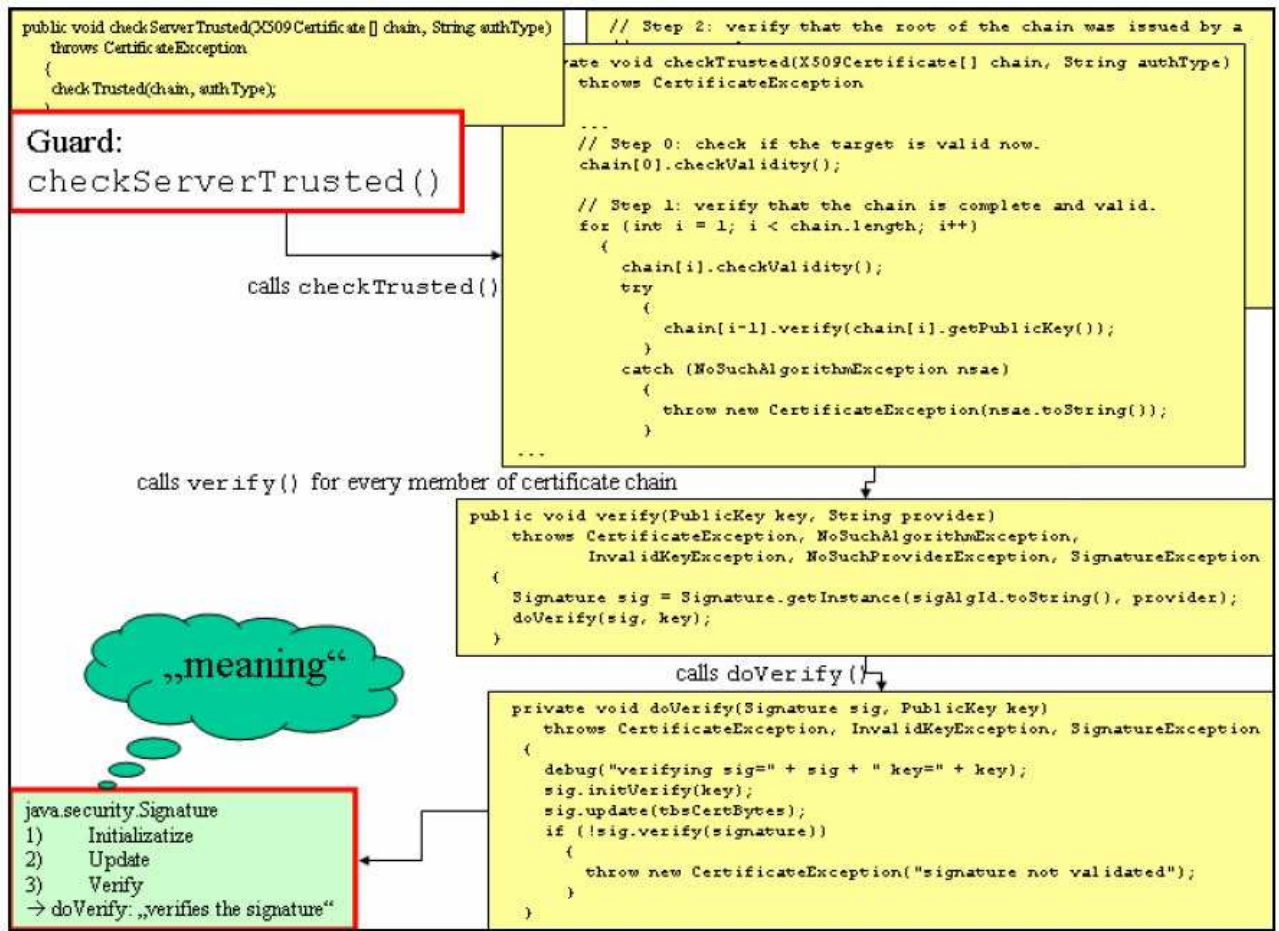 public void checkServerTrusted(X509Certificate[] chain, String authType)
throws CertificateException
{
checkTrusted(chain, authType);
// Step 2: verify that the root of the chain was issued by a
Guard:
checkServerTrusted()
calls checkTrusted()
ate void checkTrusted(X509Certificate[] chain, String authType)
throws CertificateException
...
// Step 0: check if the target is valid now.
chain[0].checkValidity();
// Step 1: verify that the chain is complete and valid.
for (int i = 1; i < chain.length; i++)
{
chain[i].checkValidity();
try
{
chain[i-1].verify(chain[i].getPublicKey());
}
catch (NoSuchAlgorithmException nsae)
{
throw new CertificateException(nsae.toString());
}
...
calls verify() for every member of certificate chain
public void verify(PublicKey key, String provider)
throws CertificateException, NoSuchAlgorithmException,
InvalidKeyException, NoSuchProviderException, SignatureException
{
Signature sig = Signature.getInstance(sigAlgId.toString(), provider);
doVerify(sig, key);
}
calls doVerify()
private void doVerify(Signature sig, PublicKey key)
throws CertificateException, InvalidKeyException, SignatureException
{
debug("verifying sig=" + sig + " key=" + key);
sig.initVerify(key);
sig.update(tbsCertBytes);
if (!sig.verify(signature))
{
throw new CertificateException("signature not validated");
}
}
„meaning“
java.security.Signature
1) Initializatize
2) Update
3) Verify
→ doVerify: „verifies the signature“